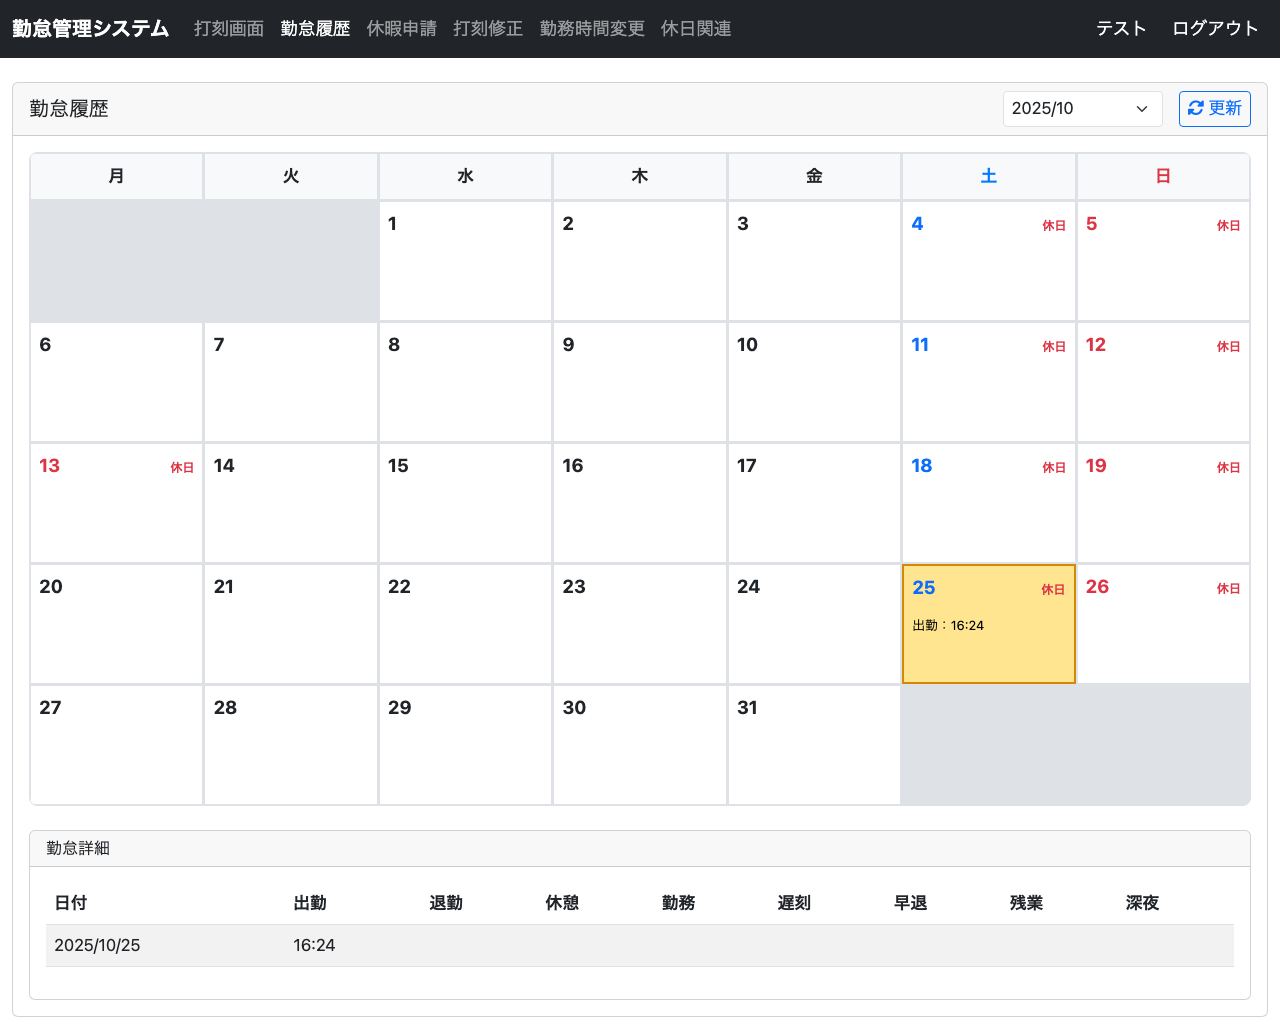 勤怠管理システム 打刻画面 勤怠履歴 休暇申請 打刻修正 勤務時間変更 休日関連 テスト ログアウト
勤怠履歴 2025/10 更新
月 火 水 木 金 土 日
1 2 3 4 休日 5 休日
6 7 8 9 10 11 休日 12 休日
13 休日 14 15 16 17 18 休日 19 休日
20 21 22 23 24 25 休日 26 休日
出勤：16:24
27 28 29 30 31
勤怠詳細
日付 出勤 退勤 休憩 勤務 遅刻 早退 残業 深夜
2025/10/25 16:24